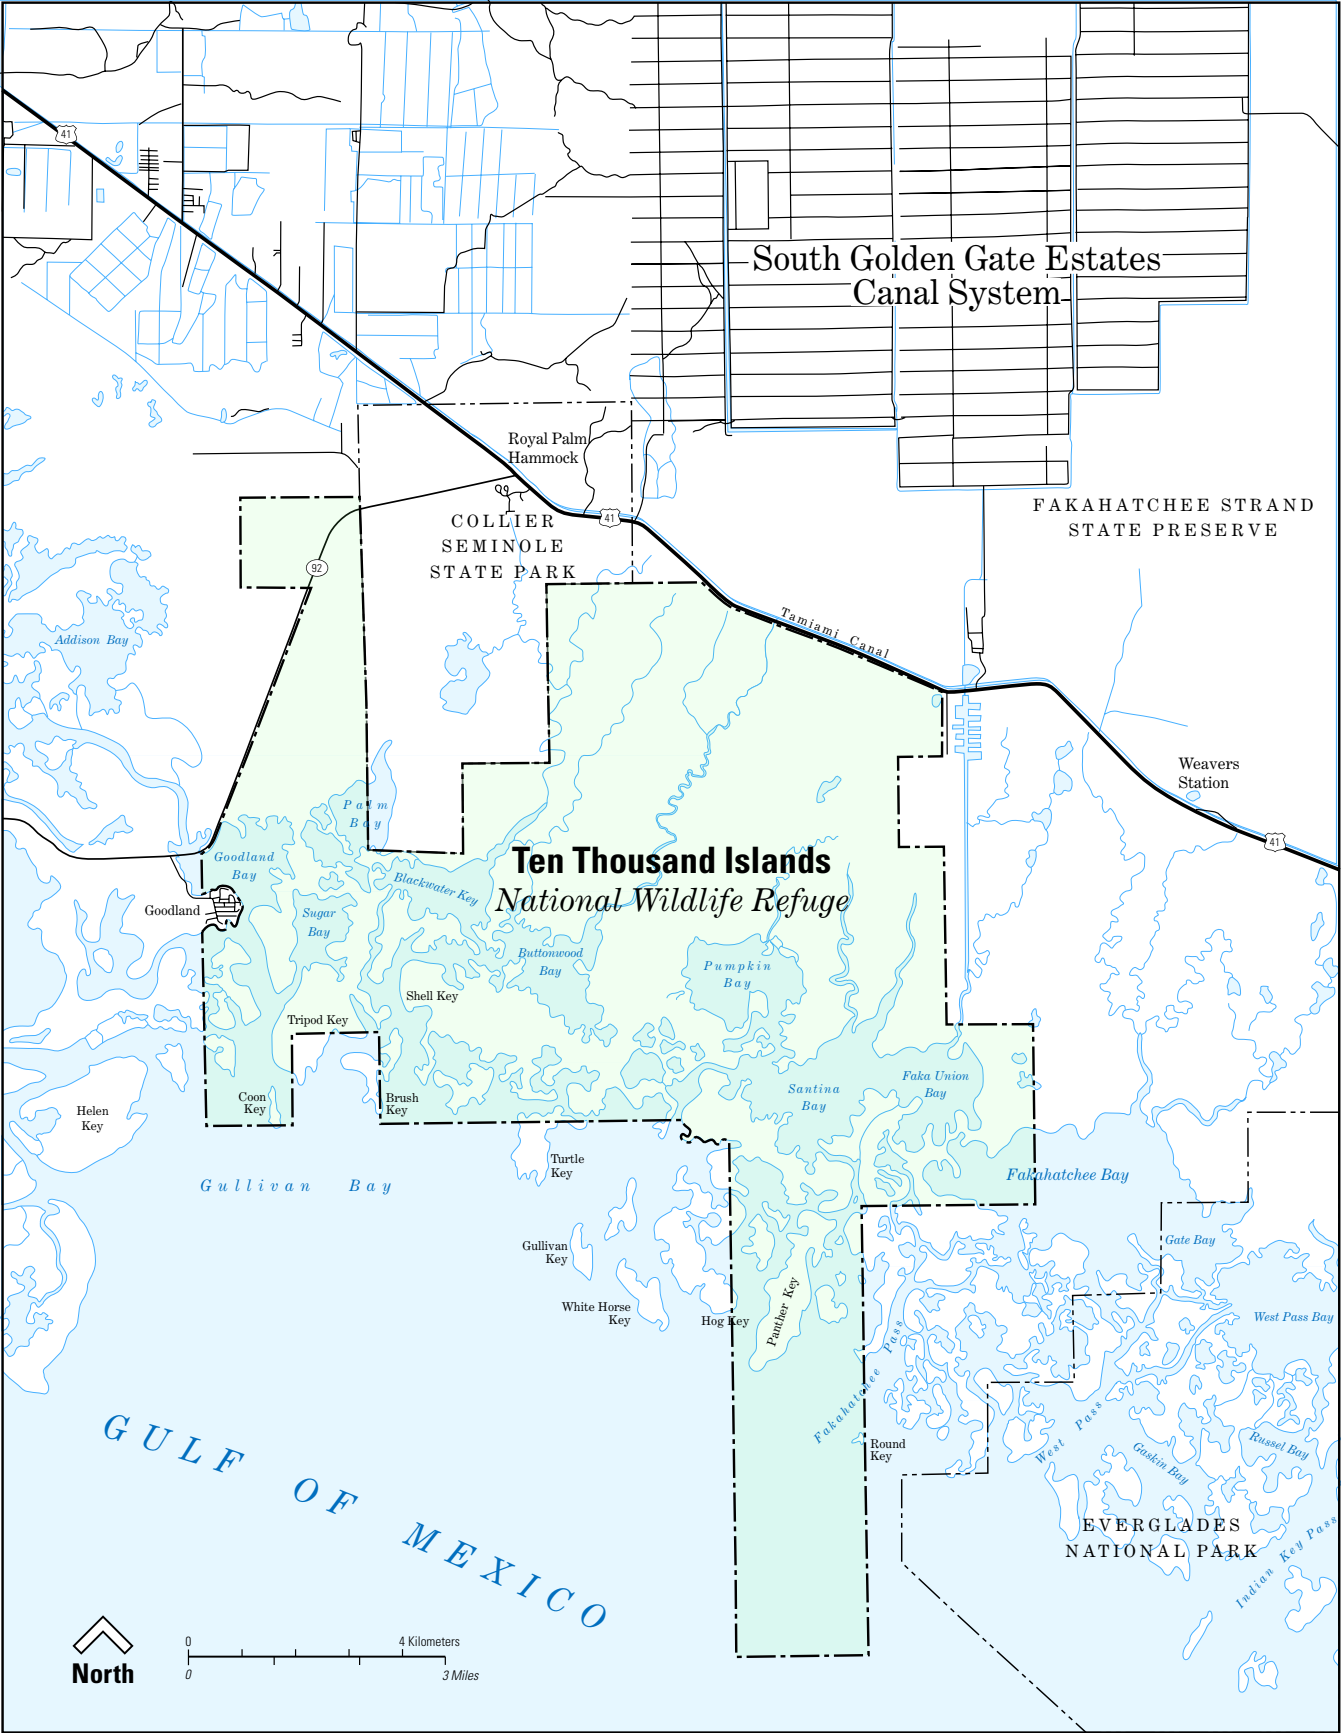 41
South Golden Gate Estates
Canal System
Royal Palm
Hammock
41
FAKAHATCHEE STRAND
STATE PRESERVE
COLLIER
SEMINOLE
STATE PARK
92
Tamiami Canal
Addison Bay
Weavers
Station
41
Palm
Bay
Goodland
Bay
Ten Thousand Islands
National Wildlife Refuge
Blackwater Key
Goodland
Sugar
Bay
Buttonwood
Bay
Pumpkin
Bay
Shell Key
Tripod Key
Santina
Bay
Faka Union
Bay
Coon
Key
Brush
Key
Helen
Key
Turtle
Key
Fakahatchee Bay
Gullivan Bay
Gullivan
Key
Gate Bay
White Horse
Key
Hog Key
Panther Key
West Pass Bay
Fakahatchee Pass
West Pass
Round
Key
Gaskin Bay
Russel Bay
GULF OF MEXICO
EVERGLADES
NATIONAL PARK
Indian Key Pass
North
0
4 Kilometers
0
3 Miles